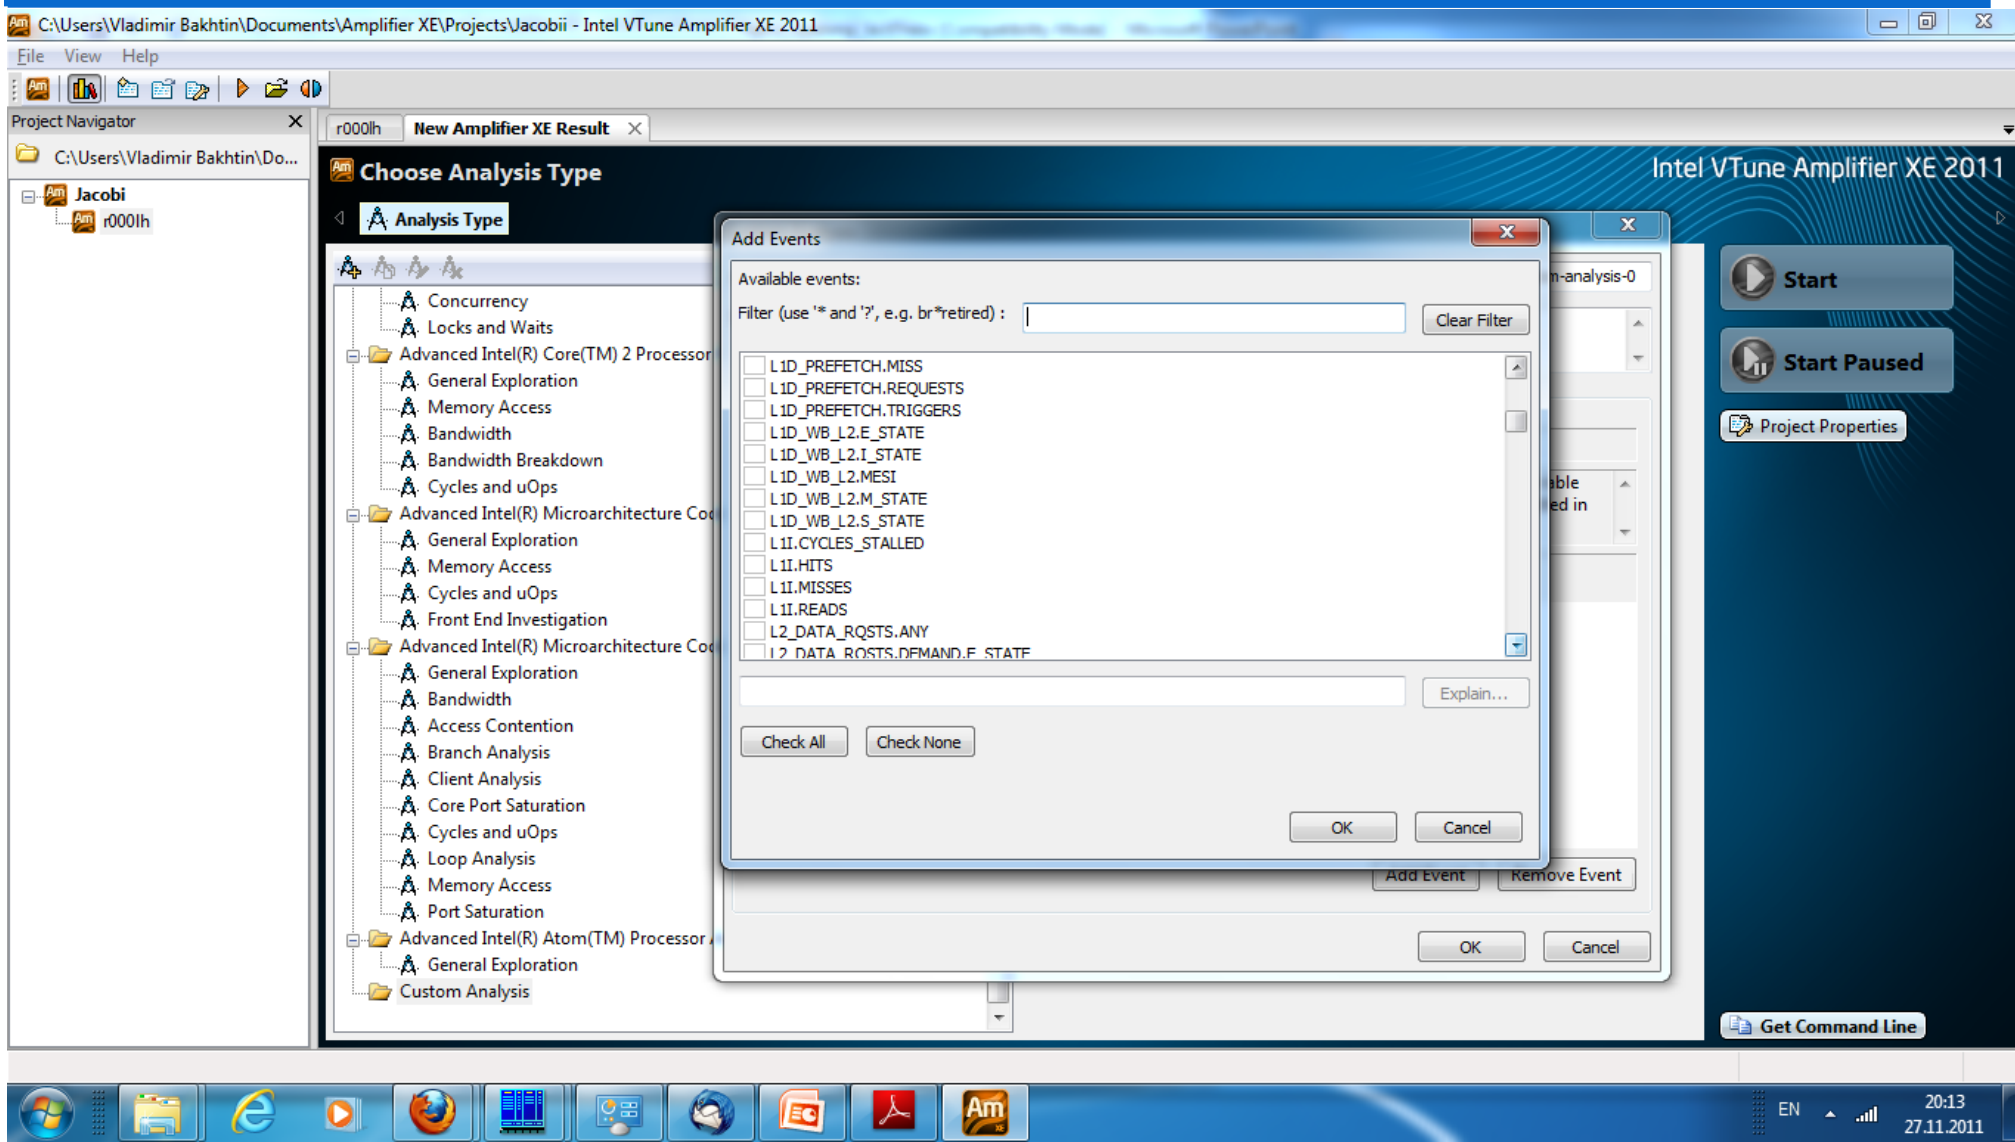 C:\Users\Vladimir Bakhtin\Documents\Amplifier XE\Projects\Jacobii - Intel VTune Amplifier XE 2011
File View Help
Project Navigator
C:\Users\Vladimir Bakhtin\Do...
Jacobi
r000lh
r000lh New Amplifier XE Result
Choose Analysis Type
Intel VTune Amplifier XE 2011
Analysis Type
Concurrency
Locks and Waits
Advanced Intel(R) Core(TM) 2 Processor
General Exploration
Memory Access
Bandwidth
Bandwidth Breakdown
Cycles and uOps
Advanced Intel(R) Microarchitecture Cod
General Exploration
Memory Access
Cycles and uOps
Front End Investigation
Advanced Intel(R) Microarchitecture Cod
General Exploration
Bandwidth
Access Contention
Branch Analysis
Client Analysis
Core Port Saturation
Cycles and uOps
Loop Analysis
Memory Access
Port Saturation
Advanced Intel(R) Atom(TM) Processor
General Exploration
Custom Analysis
Add Events
Available events:
Filter (use '*' and '?', e.g. br*retired) :
Clear Filter
L1D_PREFETCH.MISS
L1D_PREFETCH.REQUESTS
L1D_PREFETCH.TRIGGERS
L1D_WB_L2.E_STATE
L1D_WB_L2.I_STATE
L1D_WB_L2.MESI
L1D_WB_L2.M_STATE
L1D_WB_L2.S_STATE
L1I.CYCLES_STALLED
L1I.HITS
L1I.MISSES
L1I.READS
L2_DATA_RQSTS.ANY
L2_DATA_RQSTS.DEMAND.E_STATE
Explain...
Check All Check None
OK Cancel
m-analysis-0
able
ed in
Add Event Remove Event
OK Cancel
Start
Start Paused
Project Properties
Get Command Line
EN
20:13
27.11.2011